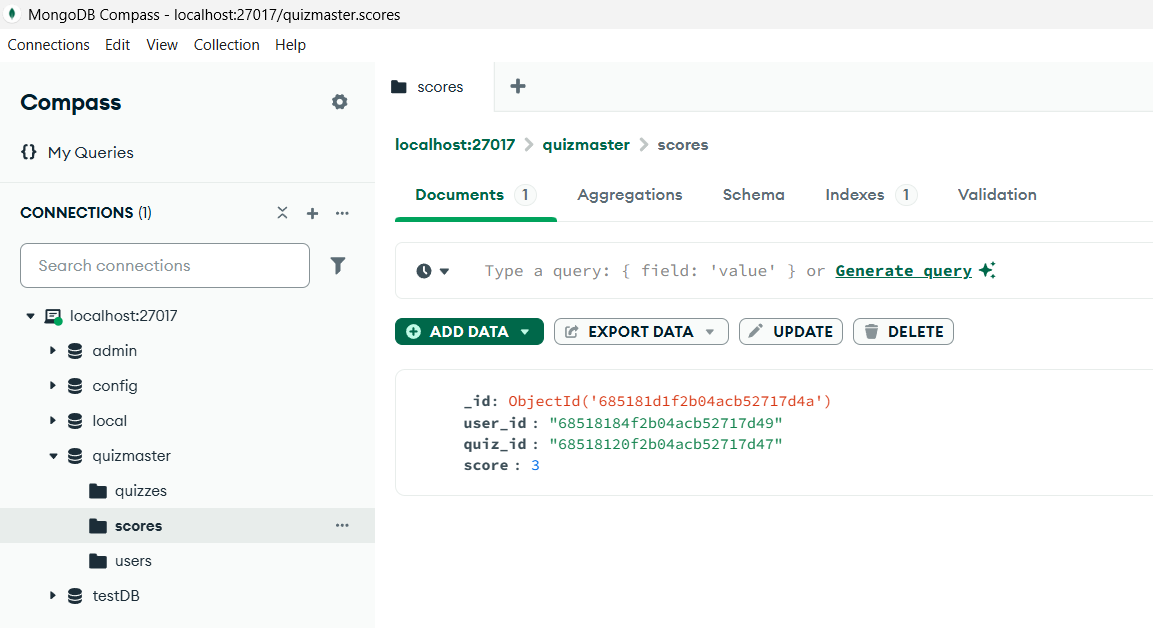 MongoDB Compass - localhost:27017/quizmaster.scores
Connections Edit View Collection Help
Compass
{} My Queries
CONNECTIONS (1)
Search connections
localhost:27017
admin
config
local
quizmaster
quizzes
scores
users
testDB
scores
localhost:27017 > quizmaster > scores
Documents 1 Aggregations Schema Indexes 1 Validation
Type a query: { field: 'value' } or Generate query
ADD DATA EXPORT DATA UPDATE DELETE
_id: ObjectId('685181d1f2b04acb52717d4a')
user_id : "68518184f2b04acb52717d49"
quiz_id : "68518120f2b04acb52717d47"
score : 3